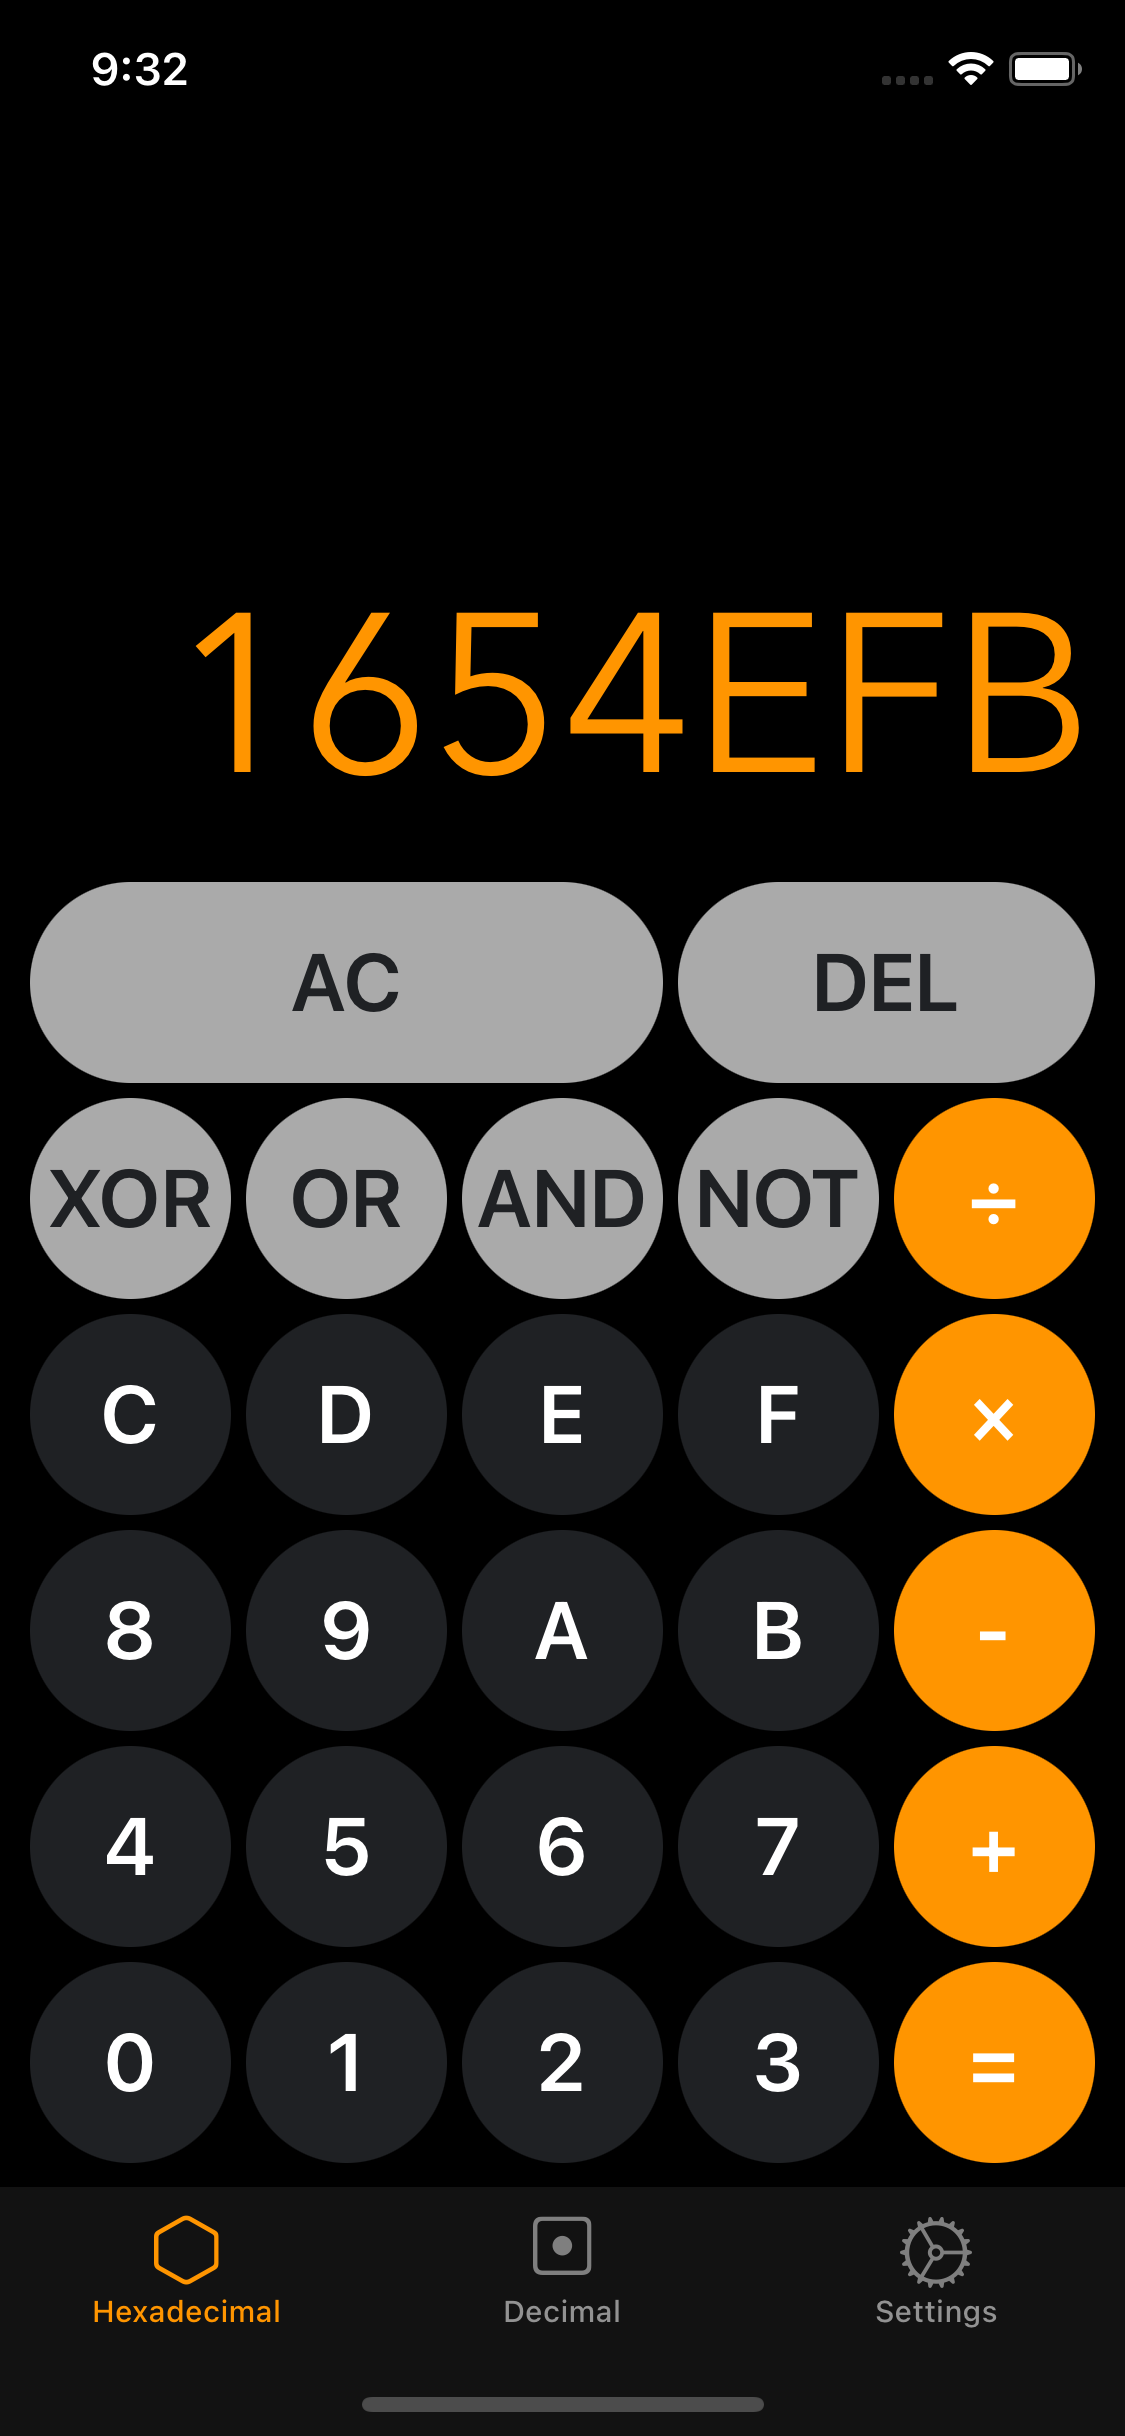 9:32
1654EFB
AC DEL
XOR OR AND NOT ÷
C D E F ×
8 9 A B -
4 5 6 7 +
0 1 2 3 =
Hexadecimal Decimal Settings